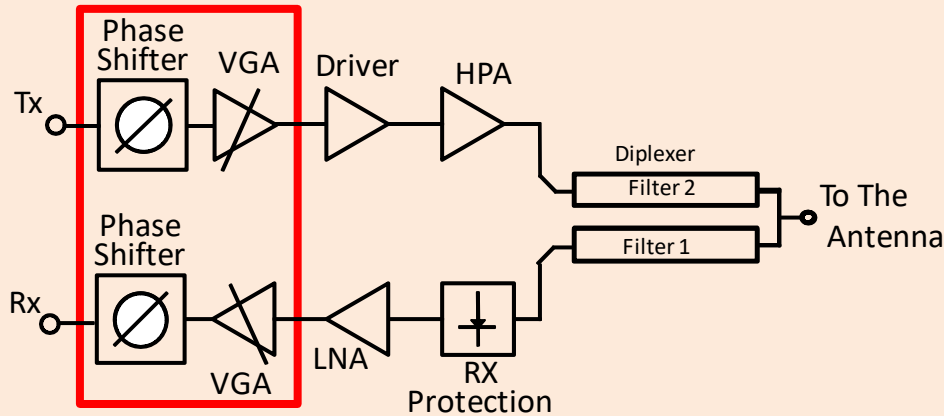 Phase
Shifter
VGA
Driver
HPA
Tx
Diplexer
Filter 2
To The
Antenna
Filter 1
Phase
Shifter
Rx
VGA
LNA
RX
Protection